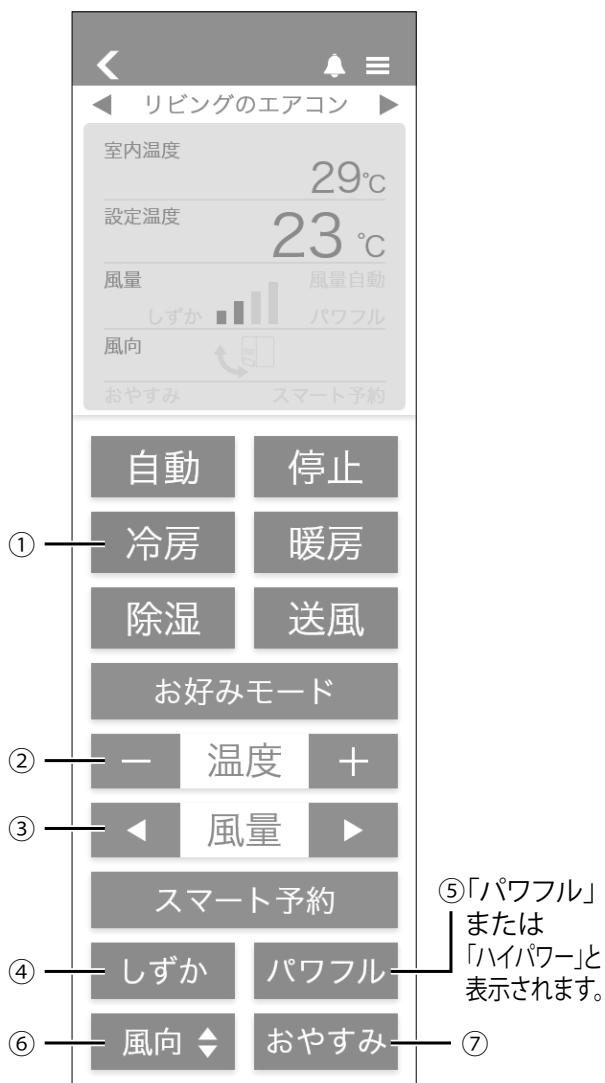 リビングのエアコン
室内温度
29℃
設定温度
23 ℃
風量
風量自動
しずか
パワフル
風向
おやすみ
スマート予約
自動
停止
① 冷房
暖房
除湿
送風
お好みモード
② － 温度 ＋
③ 風量
スマート予約
④ しずか
パワフル
⑤「パワフル」
または
「ハイパワー」と
表示されます。
⑥ 風向
おやすみ ⑦